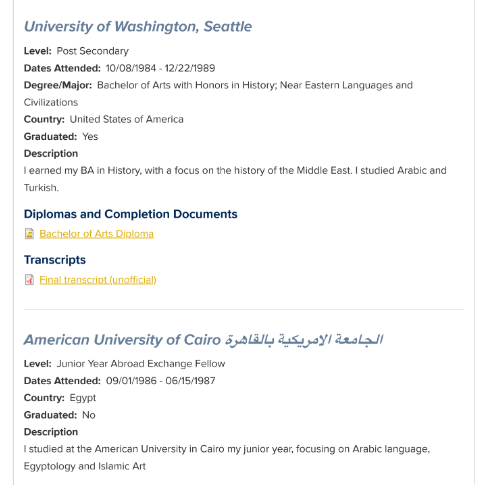 University of Washington, Seattle
Level: Post Secondary
Dates Attended: 10/08/1984 - 12/22/1989
Degree/Major: Bachelor of Arts with Honors in History; Near Eastern Languages and
Civilizations
Country: United States of America
Graduated: Yes
Description
I earned my BA in History, with a focus on the history of the Middle East. I studied Arabic and
Turkish.
Diplomas and Completion Documents
Bachelor of Arts Diploma
Transcripts
Final transcript (unofficial)
American University of Cairo الجامعة الامريكية بالقاهرة
Level: Junior Year Abroad Exchange Fellow
Dates Attended: 09/01/1986 - 06/15/1987
Country: Egypt
Graduated: No
Description
I studied at the American University in Cairo my junior year, focusing on Arabic language,
Egyptology and Islamic Art